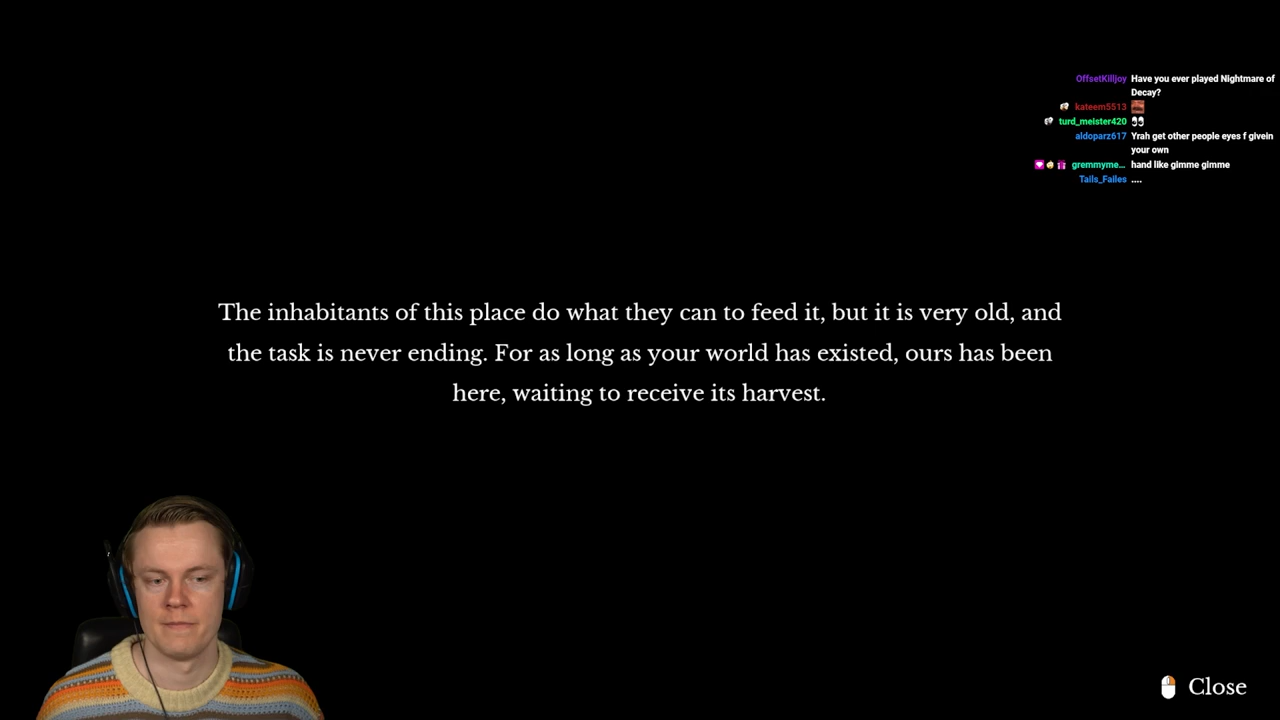 OffsetKilljoy Have you ever played Nightmare of
Decay?
kateem5513
turd_meister420
aldoparz617 Yrah get other people eyes f givein
your own
gremmyme... hand like gimme gimme
Tails_Failes ....
The inhabitants of this place do what they can to feed it, but it is very old, and
the task is never ending. For as long as your world has existed, ours has been
here, waiting to receive its harvest.
Close